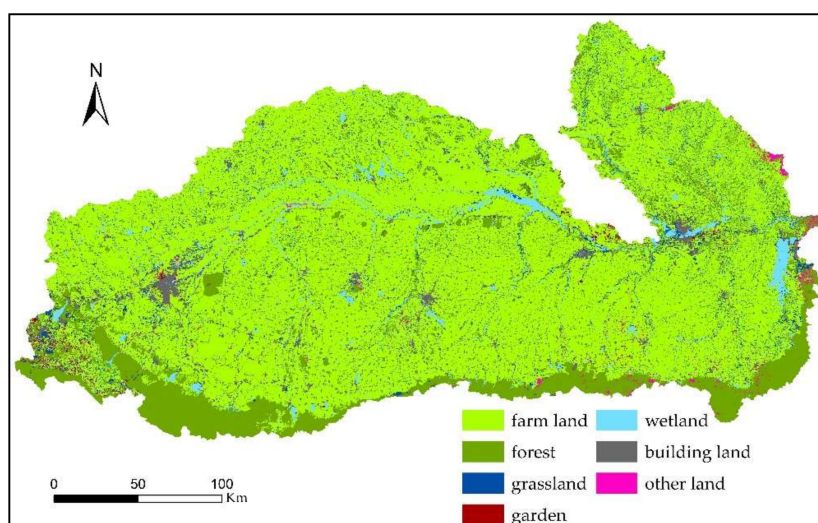 N
farm land
wetland
forest
building land
grassland
other land
garden
0 50 100
Km